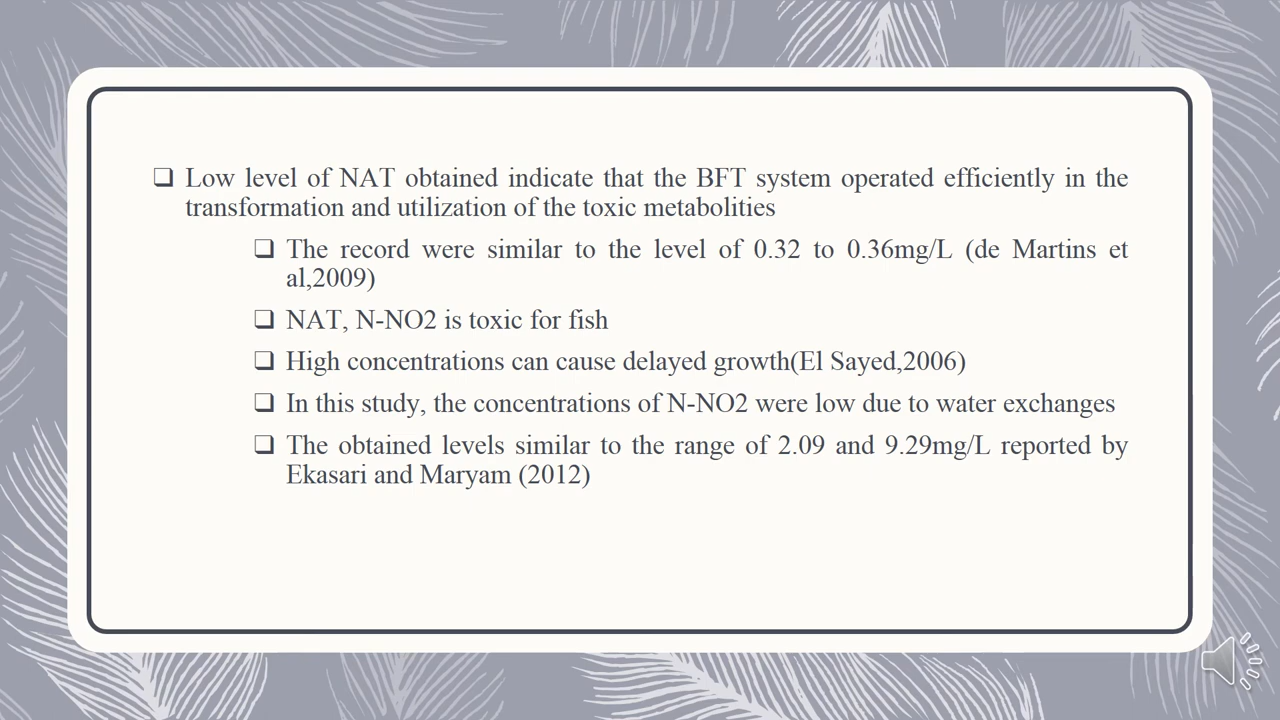 ❑ Low level of NAT obtained indicate that the BFT system operated efficiently in the
transformation and utilization of the toxic metabolities
❑ The record were similar to the level of 0.32 to 0.36mg/L (de Martins et
al,2009)
❑ NAT, N-NO2 is toxic for fish
❑ High concentrations can cause delayed growth(El Sayed,2006)
❑ In this study, the concentrations of N-NO2 were low due to water exchanges
❑ The obtained levels similar to the range of 2.09 and 9.29mg/L reported by
Ekasari and Maryam (2012)